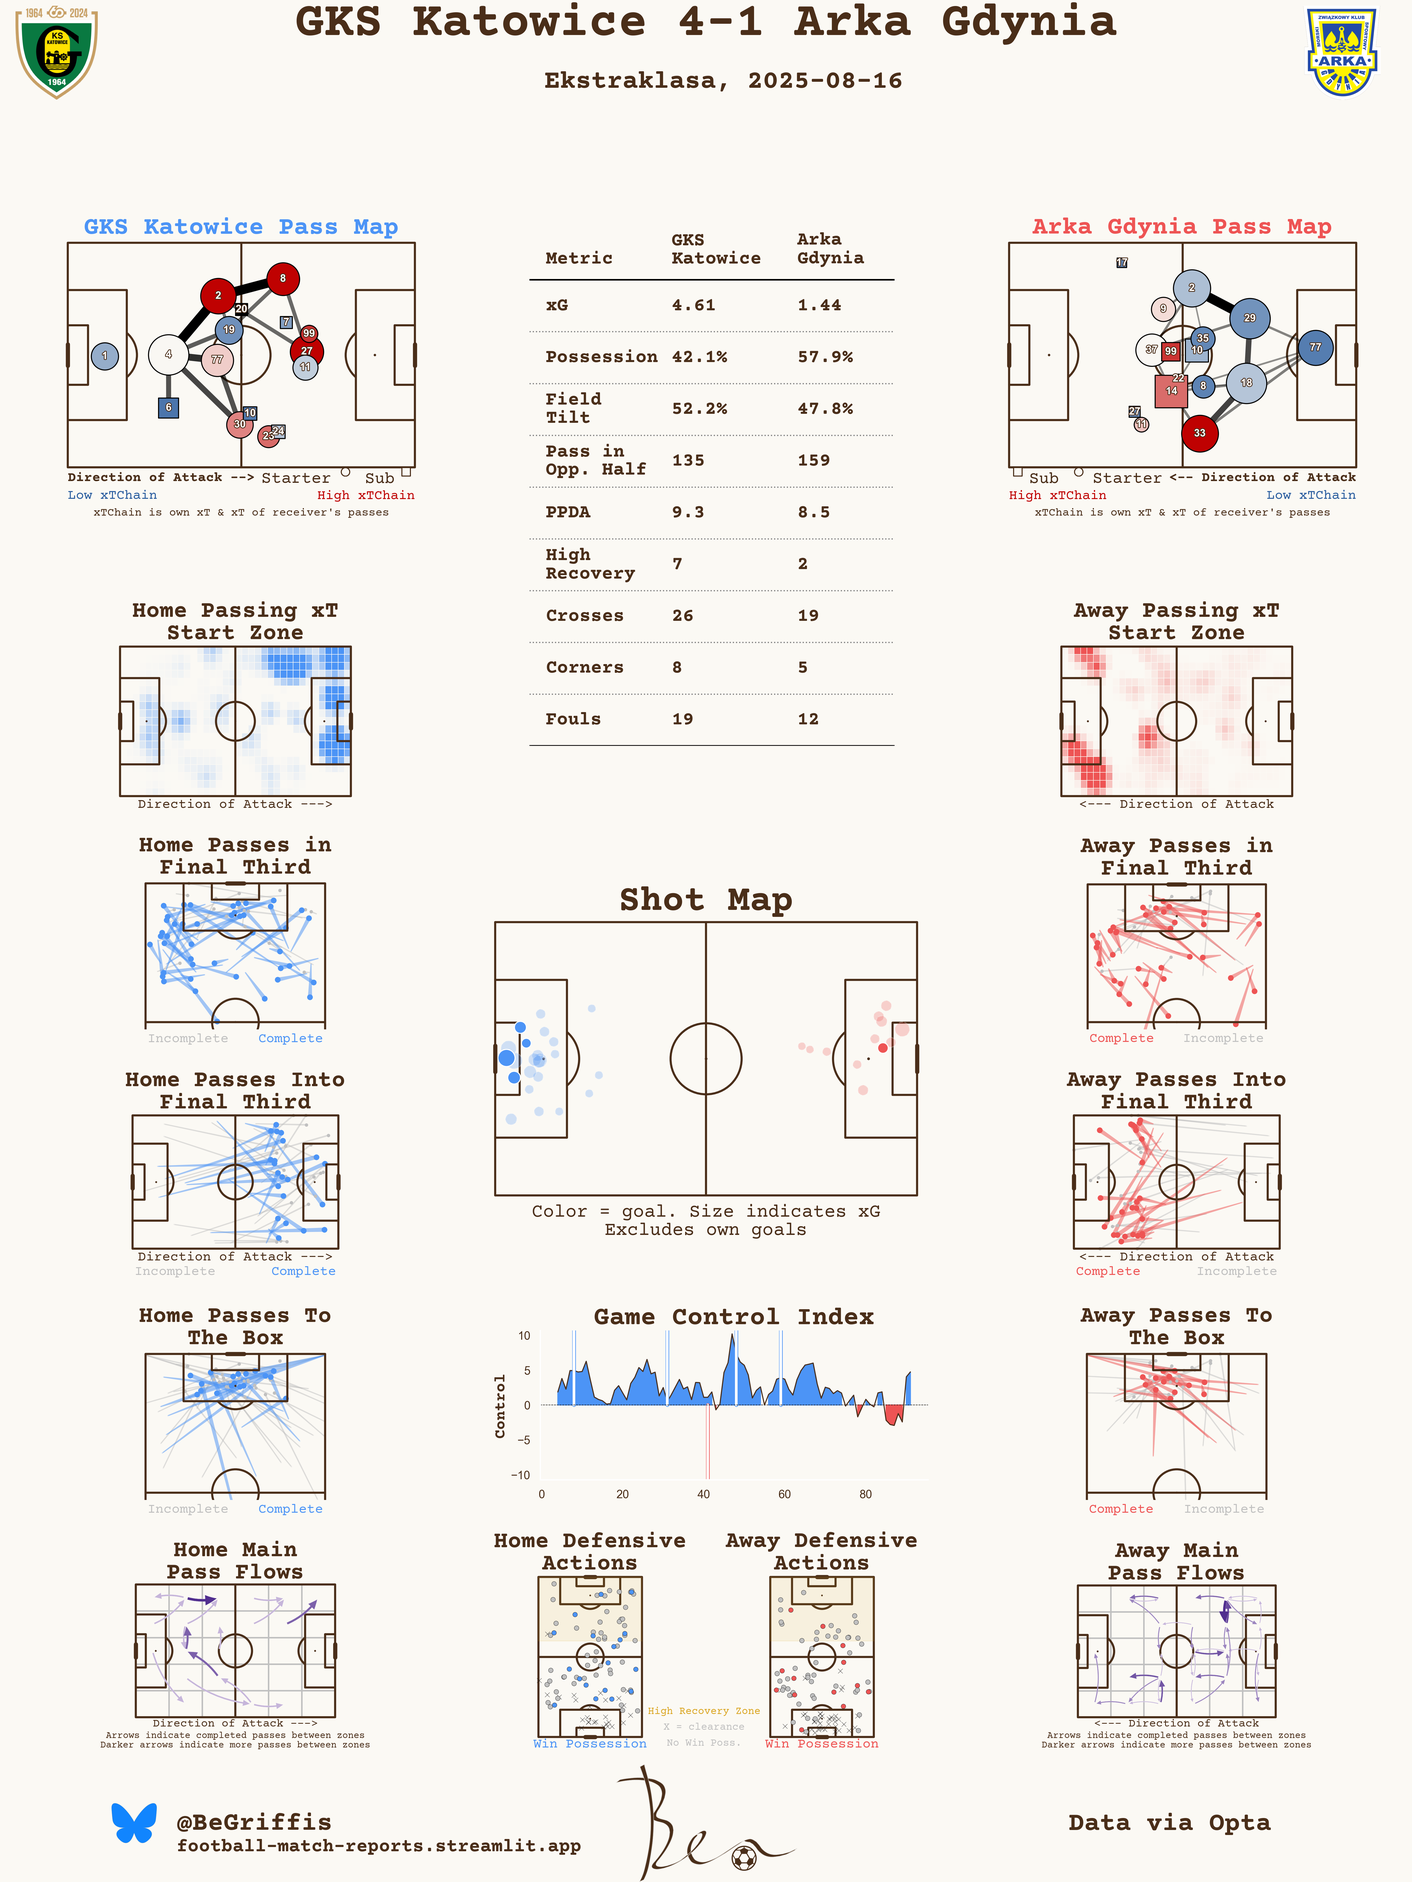 GKS Katowice 4-1 Arka Gdynia
Ekstraklasa, 2025-08-16
1964 2024
KS
KATOWICE
1964
ZWIĄZKOWY KLUB
MORSKI
SPORTOWY
ARKA
GDYNIA
GKS Katowice Pass Map
1
2
4
6
7
8
10
11
19
20
23
24
27
30
77
99
Direction of Attack --> Starter Sub
Low xTChain High xTChain
xTChain is own xT & xT of receiver's passes
Metric GKS Katowice Arka Gdynia
xG 4.61 1.44
Possession 42.1% 57.9%
Field Tilt 52.2% 47.8%
Pass in Opp. Half 135 159
PPDA 9.3 8.5
High Recovery 7 2
Crosses 26 19
Corners 8 5
Fouls 19 12
Arka Gdynia Pass Map
17
2
9
29
35
37
99
10
77
22
14
8
18
27
11
33
Sub Starter <-- Direction of Attack
High xTChain Low xTChain
xTChain is own xT & xT of receiver's passes
Home Passing xT
Start Zone
Direction of Attack --->
Away Passing xT
Start Zone
<--- Direction of Attack
Home Passes in
Final Third
Incomplete Complete
Away Passes in
Final Third
Complete Incomplete
Shot Map
Color = goal. Size indicates xG
Excludes own goals
Home Passes Into
Final Third
Direction of Attack --->
Incomplete Complete
Away Passes Into
Final Third
<--- Direction of Attack
Complete Incomplete
Home Passes To
The Box
Incomplete Complete
Game Control Index
Control
10
5
0
−5
−10
0 20 40 60 80
Away Passes To
The Box
Complete Incomplete
Home Main
Pass Flows
Direction of Attack --->
Arrows indicate completed passes between zones
Darker arrows indicate more passes between zones
Home Defensive
Actions
Win Possession
Away Defensive
Actions
Win Possession
High Recovery Zone
X = clearance
No Win Poss.
Away Main
Pass Flows
<--- Direction of Attack
Arrows indicate completed passes between zones
Darker arrows indicate more passes between zones
@BeGriffis
football-match-reports.streamlit.app
Ben
Data via Opta